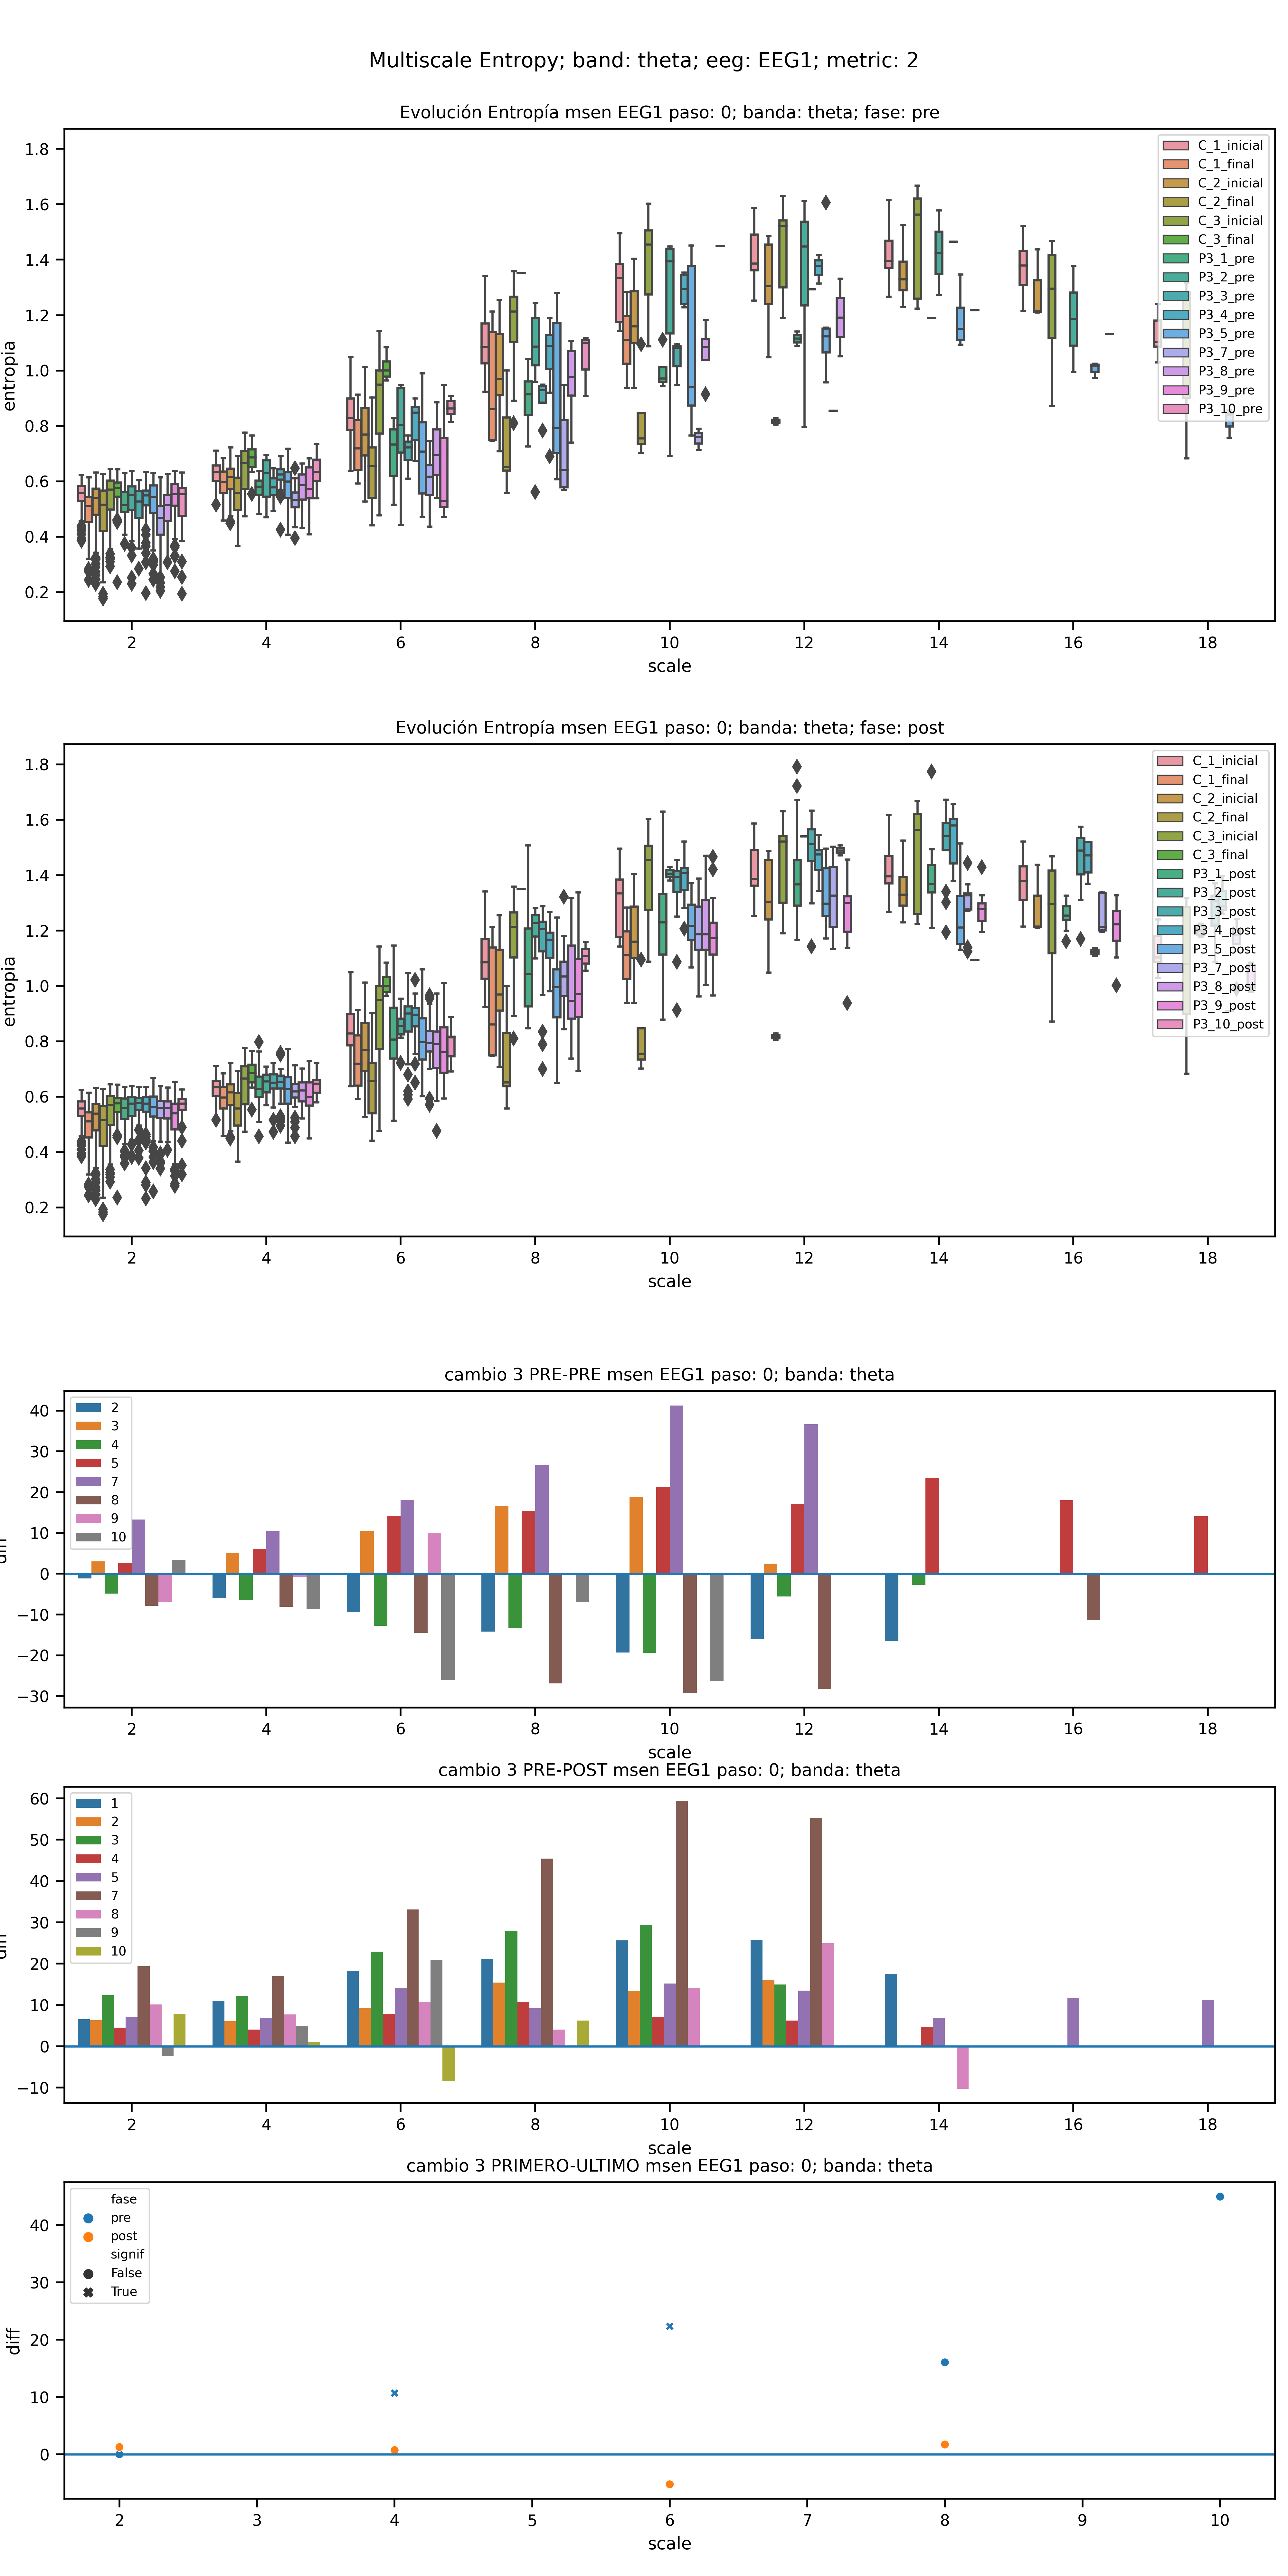 Multiscale Entropy; band: theta; eeg: EEG1; metric: 2
Evolución Entropía msen EEG1 paso: 0; banda: theta; fase: pre
entropia
1.8
1.6
1.4
1.2
1.0
0.8
0.6
0.4
0.2
C_1_inicial
C_1_final
C_2_inicial
C_2_final
C_3_inicial
C_3_final
P3_1_pre
P3_2_pre
P3_3_pre
P3_4_pre
P3_5_pre
P3_7_pre
P3_8_pre
P3_9_pre
P3_10_pre
2 4 6 8 10 12 14 16 18
scale
Evolución Entropía msen EEG1 paso: 0; banda: theta; fase: post
entropia
1.8
1.6
1.4
1.2
1.0
0.8
0.6
0.4
0.2
C_1_inicial
C_1_final
C_2_inicial
C_2_final
C_3_inicial
C_3_final
P3_1_post
P3_2_post
P3_3_post
P3_4_post
P3_5_post
P3_7_post
P3_8_post
P3_9_post
P3_10_post
2 4 6 8 10 12 14 16 18
scale
cambio 3 PRE-PRE msen EEG1 paso: 0; banda: theta
40
30
20
10
0
−10
−20
−30
2
3
4
5
7
8
9
10
2 4 6 8 10 12 14 16 18
scale
cambio 3 PRE-POST msen EEG1 paso: 0; banda: theta
60
50
40
30
20
10
0
−10
1
2
3
4
5
7
8
9
10
2 4 6 8 10 12 14 16 18
scale
cambio 3 PRIMERO-ULTIMO msen EEG1 paso: 0; banda: theta
diff
40
30
20
10
0
fase
pre
post
signif
False
True
2 3 4 5 6 7 8 9 10
scale